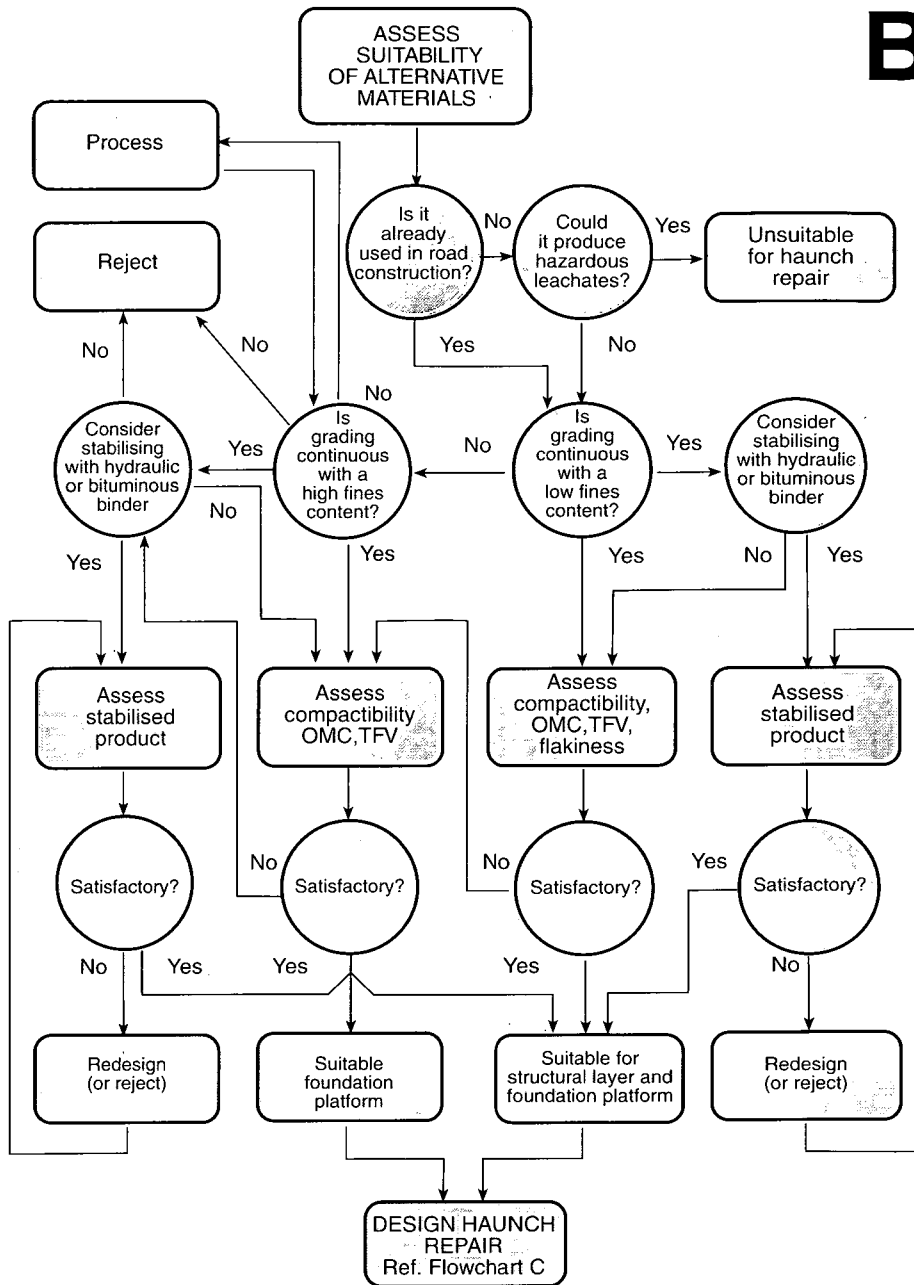 B
ASSESS
SUITABILITY
OF ALTERNATIVE
MATERIALS
Process
Is it
already
used in road
construction?
No
Could
it produce
hazardous
leachates?
Yes
Unsuitable
for haunch
repair
Reject
No
No
No
Yes
No
Consider
stabilising
with hydraulic
or bituminous
binder
Yes
No
Is
grading
continuous
with a
high fines
content?
No
Is
grading
continuous
with a
low fines
content?
Yes
Consider
stabilising
with hydraulic
or bituminous
binder
Yes
Yes
Yes
No
Yes
Assess
stabilised
product
Assess
compactibility
OMC,TFV
Assess
compactibility,
OMC,TFV,
flakiness
Assess
stabilised
product
Satisfactory?
No
Satisfactory?
No
Satisfactory?
Yes
Satisfactory?
No
Yes
Yes
Yes
No
Redesign
(or reject)
Suitable
foundation
platform
Suitable for
structural layer and
foundation platform
Redesign
(or reject)
DESIGN HAUNCH
REPAIR
Ref. Flowchart C